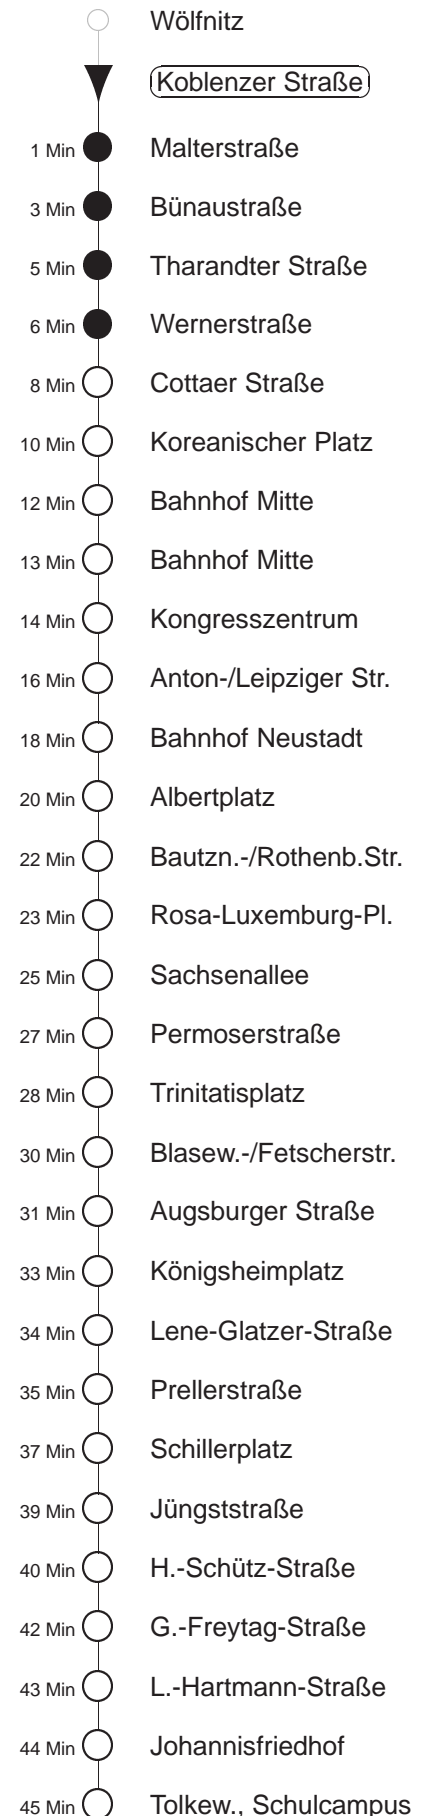 Wölfnitz
Koblenzer Straße
1 Min Malterstraße
3 Min Bünaustraße
5 Min Tharandter Straße
6 Min Wernerstraße
8 Min Cottaer Straße
10 Min Koreanischer Platz
12 Min Bahnhof Mitte
13 Min Bahnhof Mitte
14 Min Kongresszentrum
16 Min Anton-/Leipziger Str.
18 Min Bahnhof Neustadt
20 Min Albertplatz
22 Min Bautzn.-/Rothenb.Str.
23 Min Rosa-Luxemburg-Pl.
25 Min Sachsenallee
27 Min Permoserstraße
28 Min Trinitatisplatz
30 Min Blasew.-/Fetscherstr.
31 Min Augsburger Straße
33 Min Königsheimplatz
34 Min Lene-Glatzer-Straße
35 Min Prellerstraße
37 Min Schillerplatz
39 Min Jüngststraße
40 Min H.-Schütz-Straße
42 Min G.-Freytag-Straße
43 Min L.-Hartmann-Straße
44 Min Johannisfriedhof
45 Min Tolkew., Schulcampus